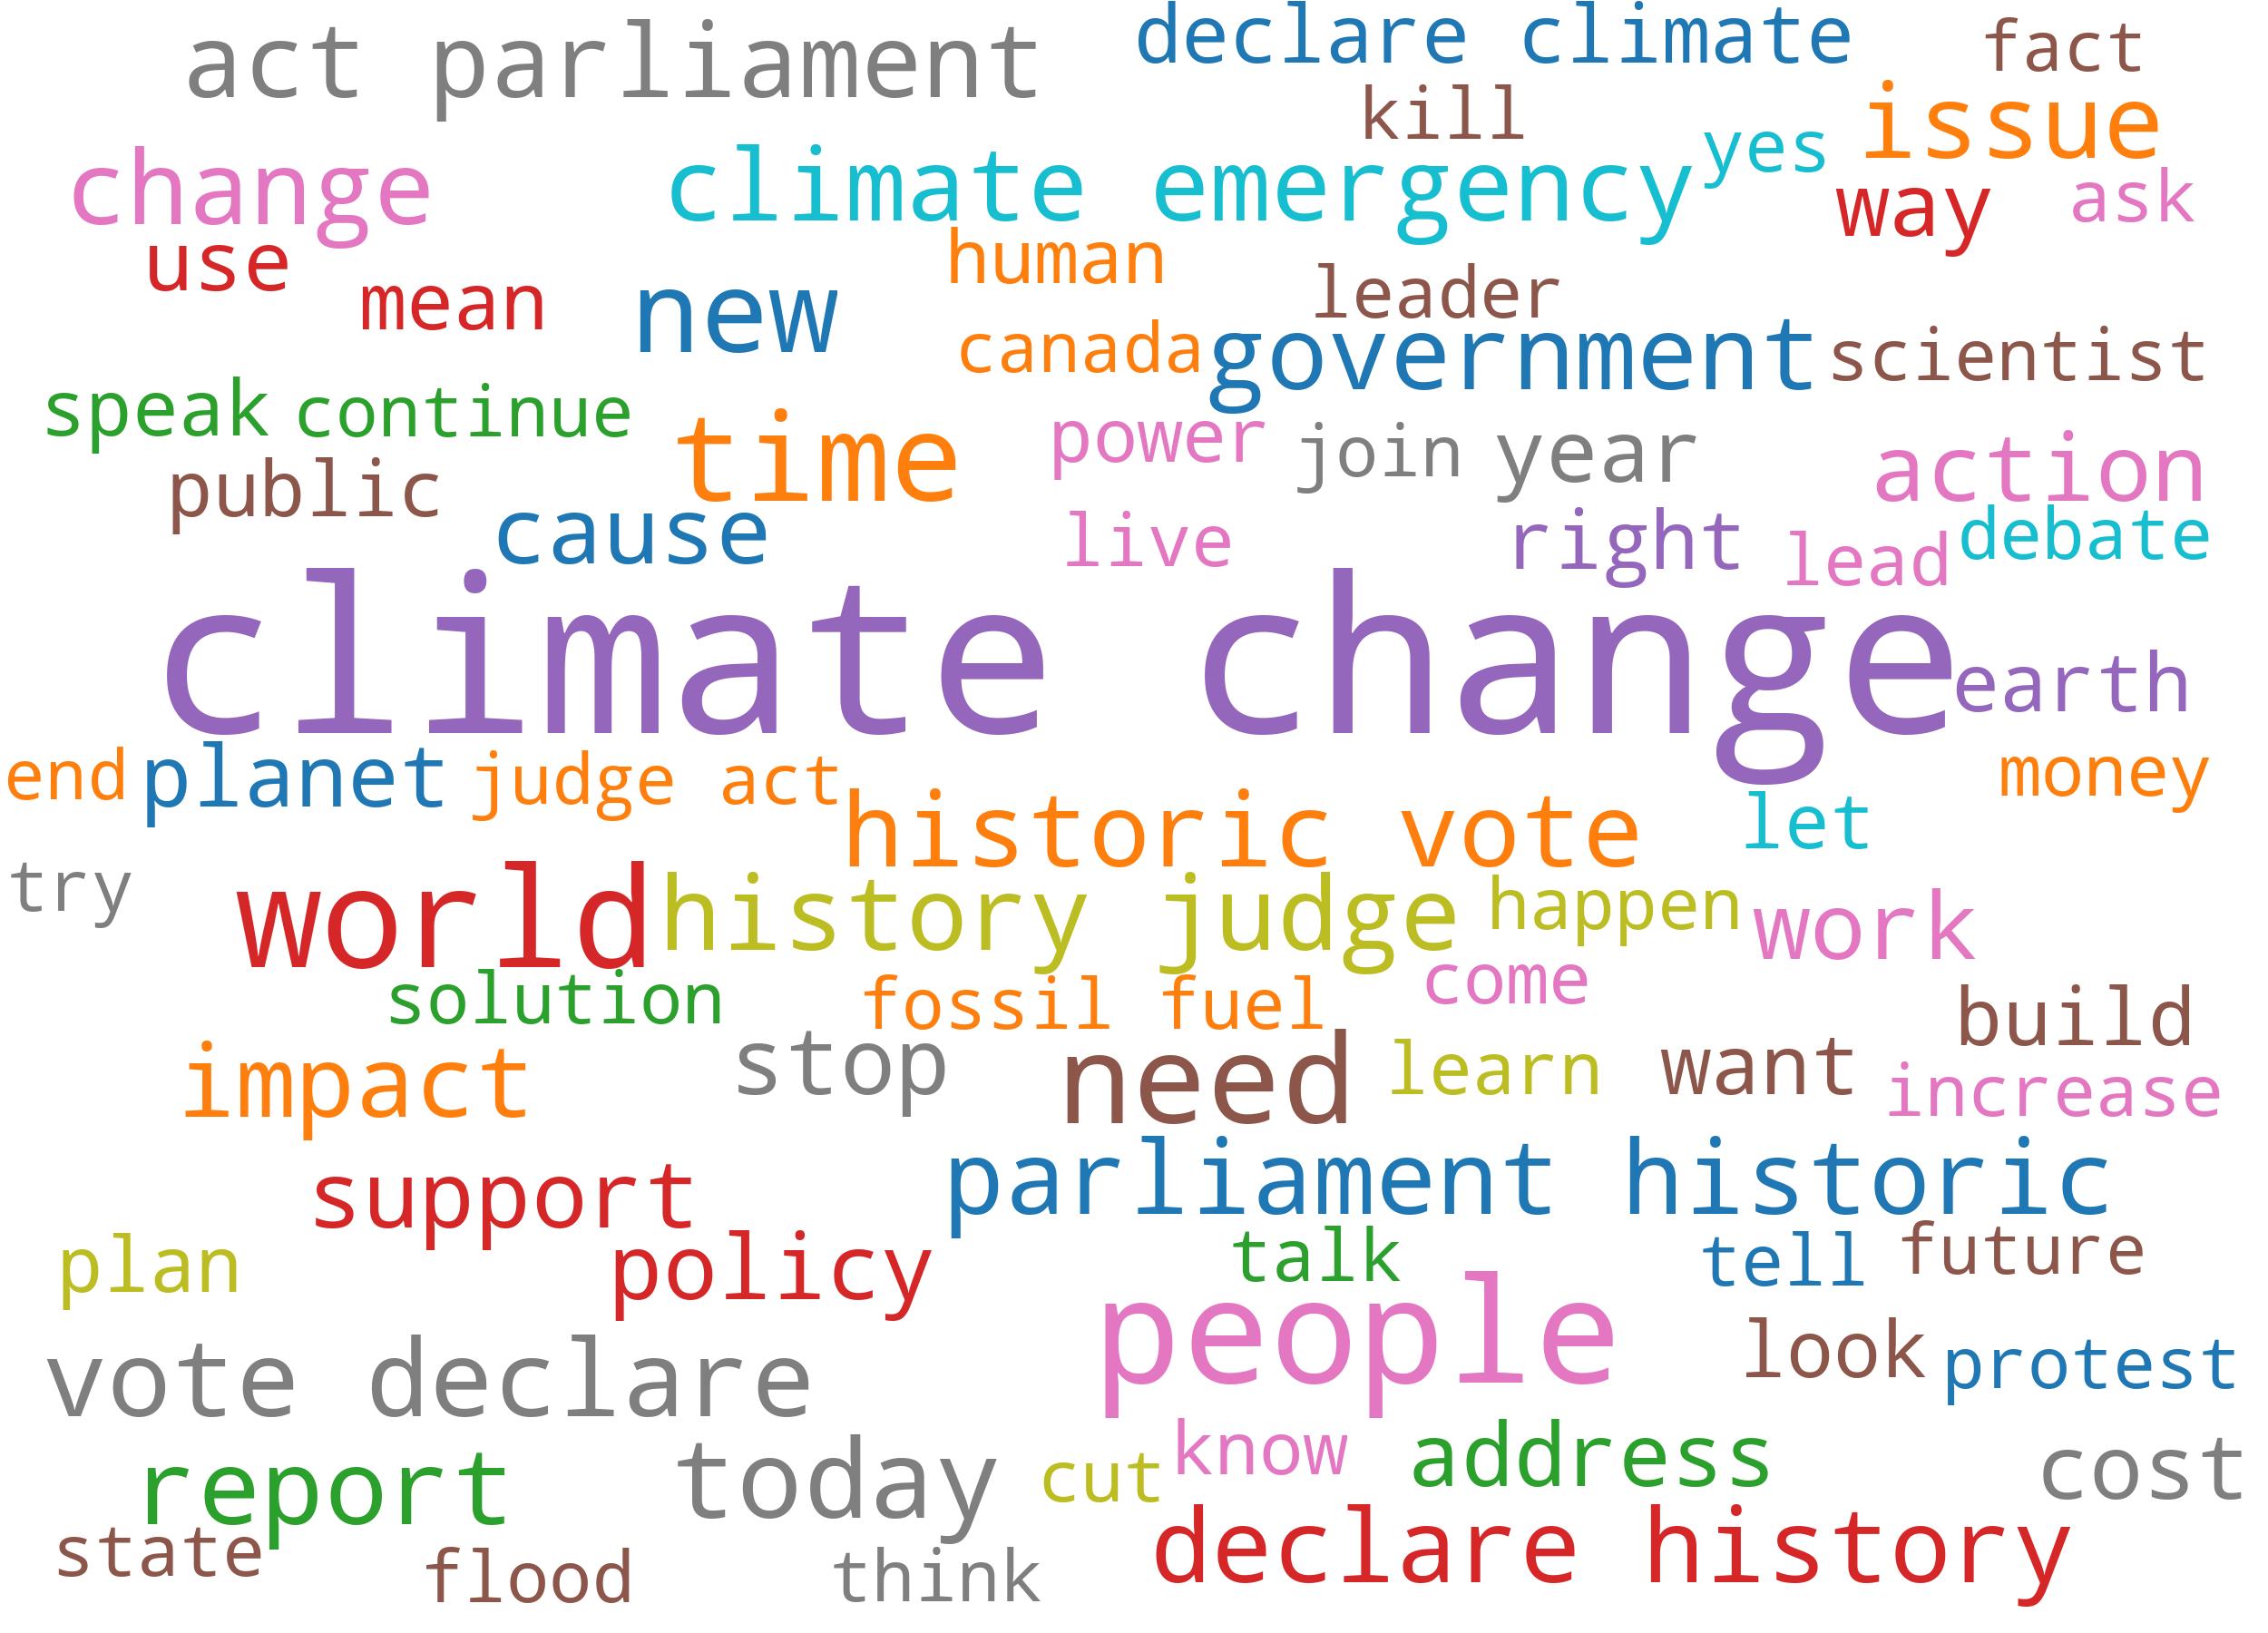 act parliament declare climate fact
kill
change climate emergency yes issue
use human way ask
mean new leader
canada government scientist
speak continue time power join year action
public cause live right lead debate
climate change earth
end planet judge act money
historic vote let
try world history judge happen work
solution fossil fuel come build
impact stop need learn want increase
support parliament historic
plan policy talk tell future
vote declare people look protest
report today cut know address cost
state flood think declare history